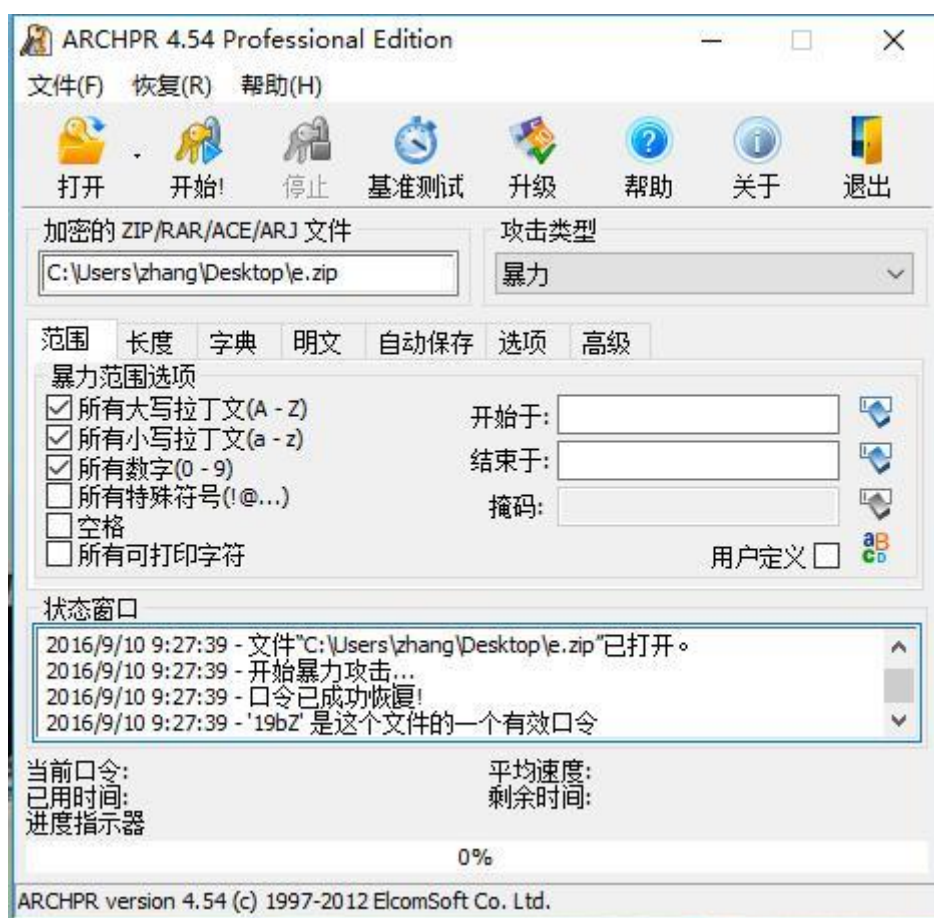 ARCHPR 4.54 Professional Edition
文件(F) 恢复(R) 帮助(H)
打开 开始! 停止 基准测试 升级 帮助 关于 退出
加密的 ZIP/RAR/ACE/ARJ 文件 攻击类型
C:\Users\zhang\Desktop\e.zip 暴力
范围 长度 字典 明文 自动保存 选项 高级
暴力范围选项
所有大写拉丁文(A - Z) 开始于:
所有小写拉丁文(a - z)
所有数字(0 - 9) 结束于:
所有特殊符号(!@...) 掩码:
空格
所有可打印字符 用户定义 aBCD
状态窗口
2016/9/10 9:27:39 - 文件“C:\Users\zhang\Desktop\e.zip”已打开。
2016/9/10 9:27:39 - 开始暴力攻击...
2016/9/10 9:27:39 - 口令已成功恢复!
2016/9/10 9:27:39 - '19bZ' 是这个文件的一个有效口令
当前口令: 平均速度:
已用时间: 剩余时间:
进度指示器
0%
ARCHPR version 4.54 (c) 1997-2012 ElcomSoft Co. Ltd.